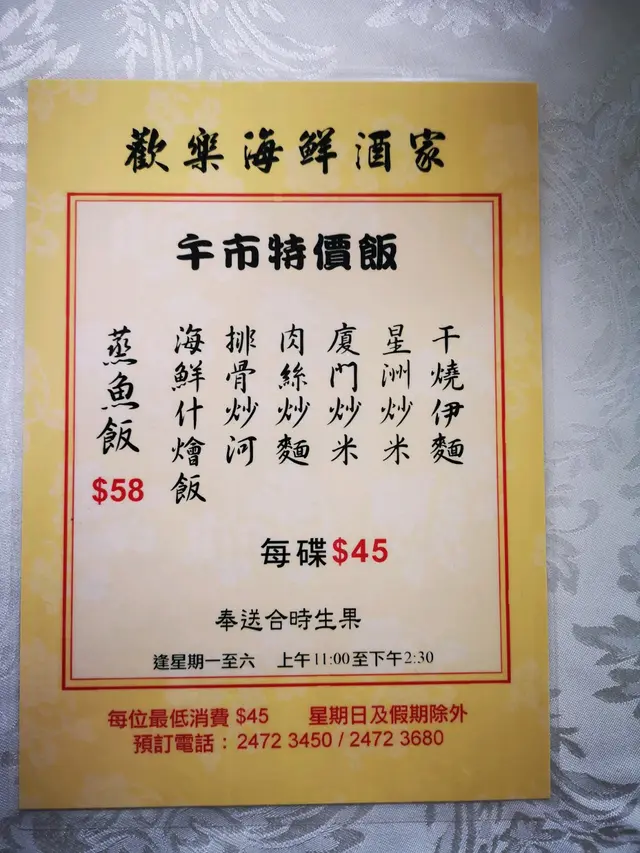 歡樂海鮮酒家
午市特價飯
干燒伊麵
星洲炒米
廈門炒米
肉絲炒麵
排骨炒河
海鮮什燴飯
蒸魚飯
$58
每碟$45
奉送合時生果
逢星期一至六 上午11:00至下午2:30
每位最低消費 $45 星期日及假期除外
預訂電話：2472 3450 / 2472 3680